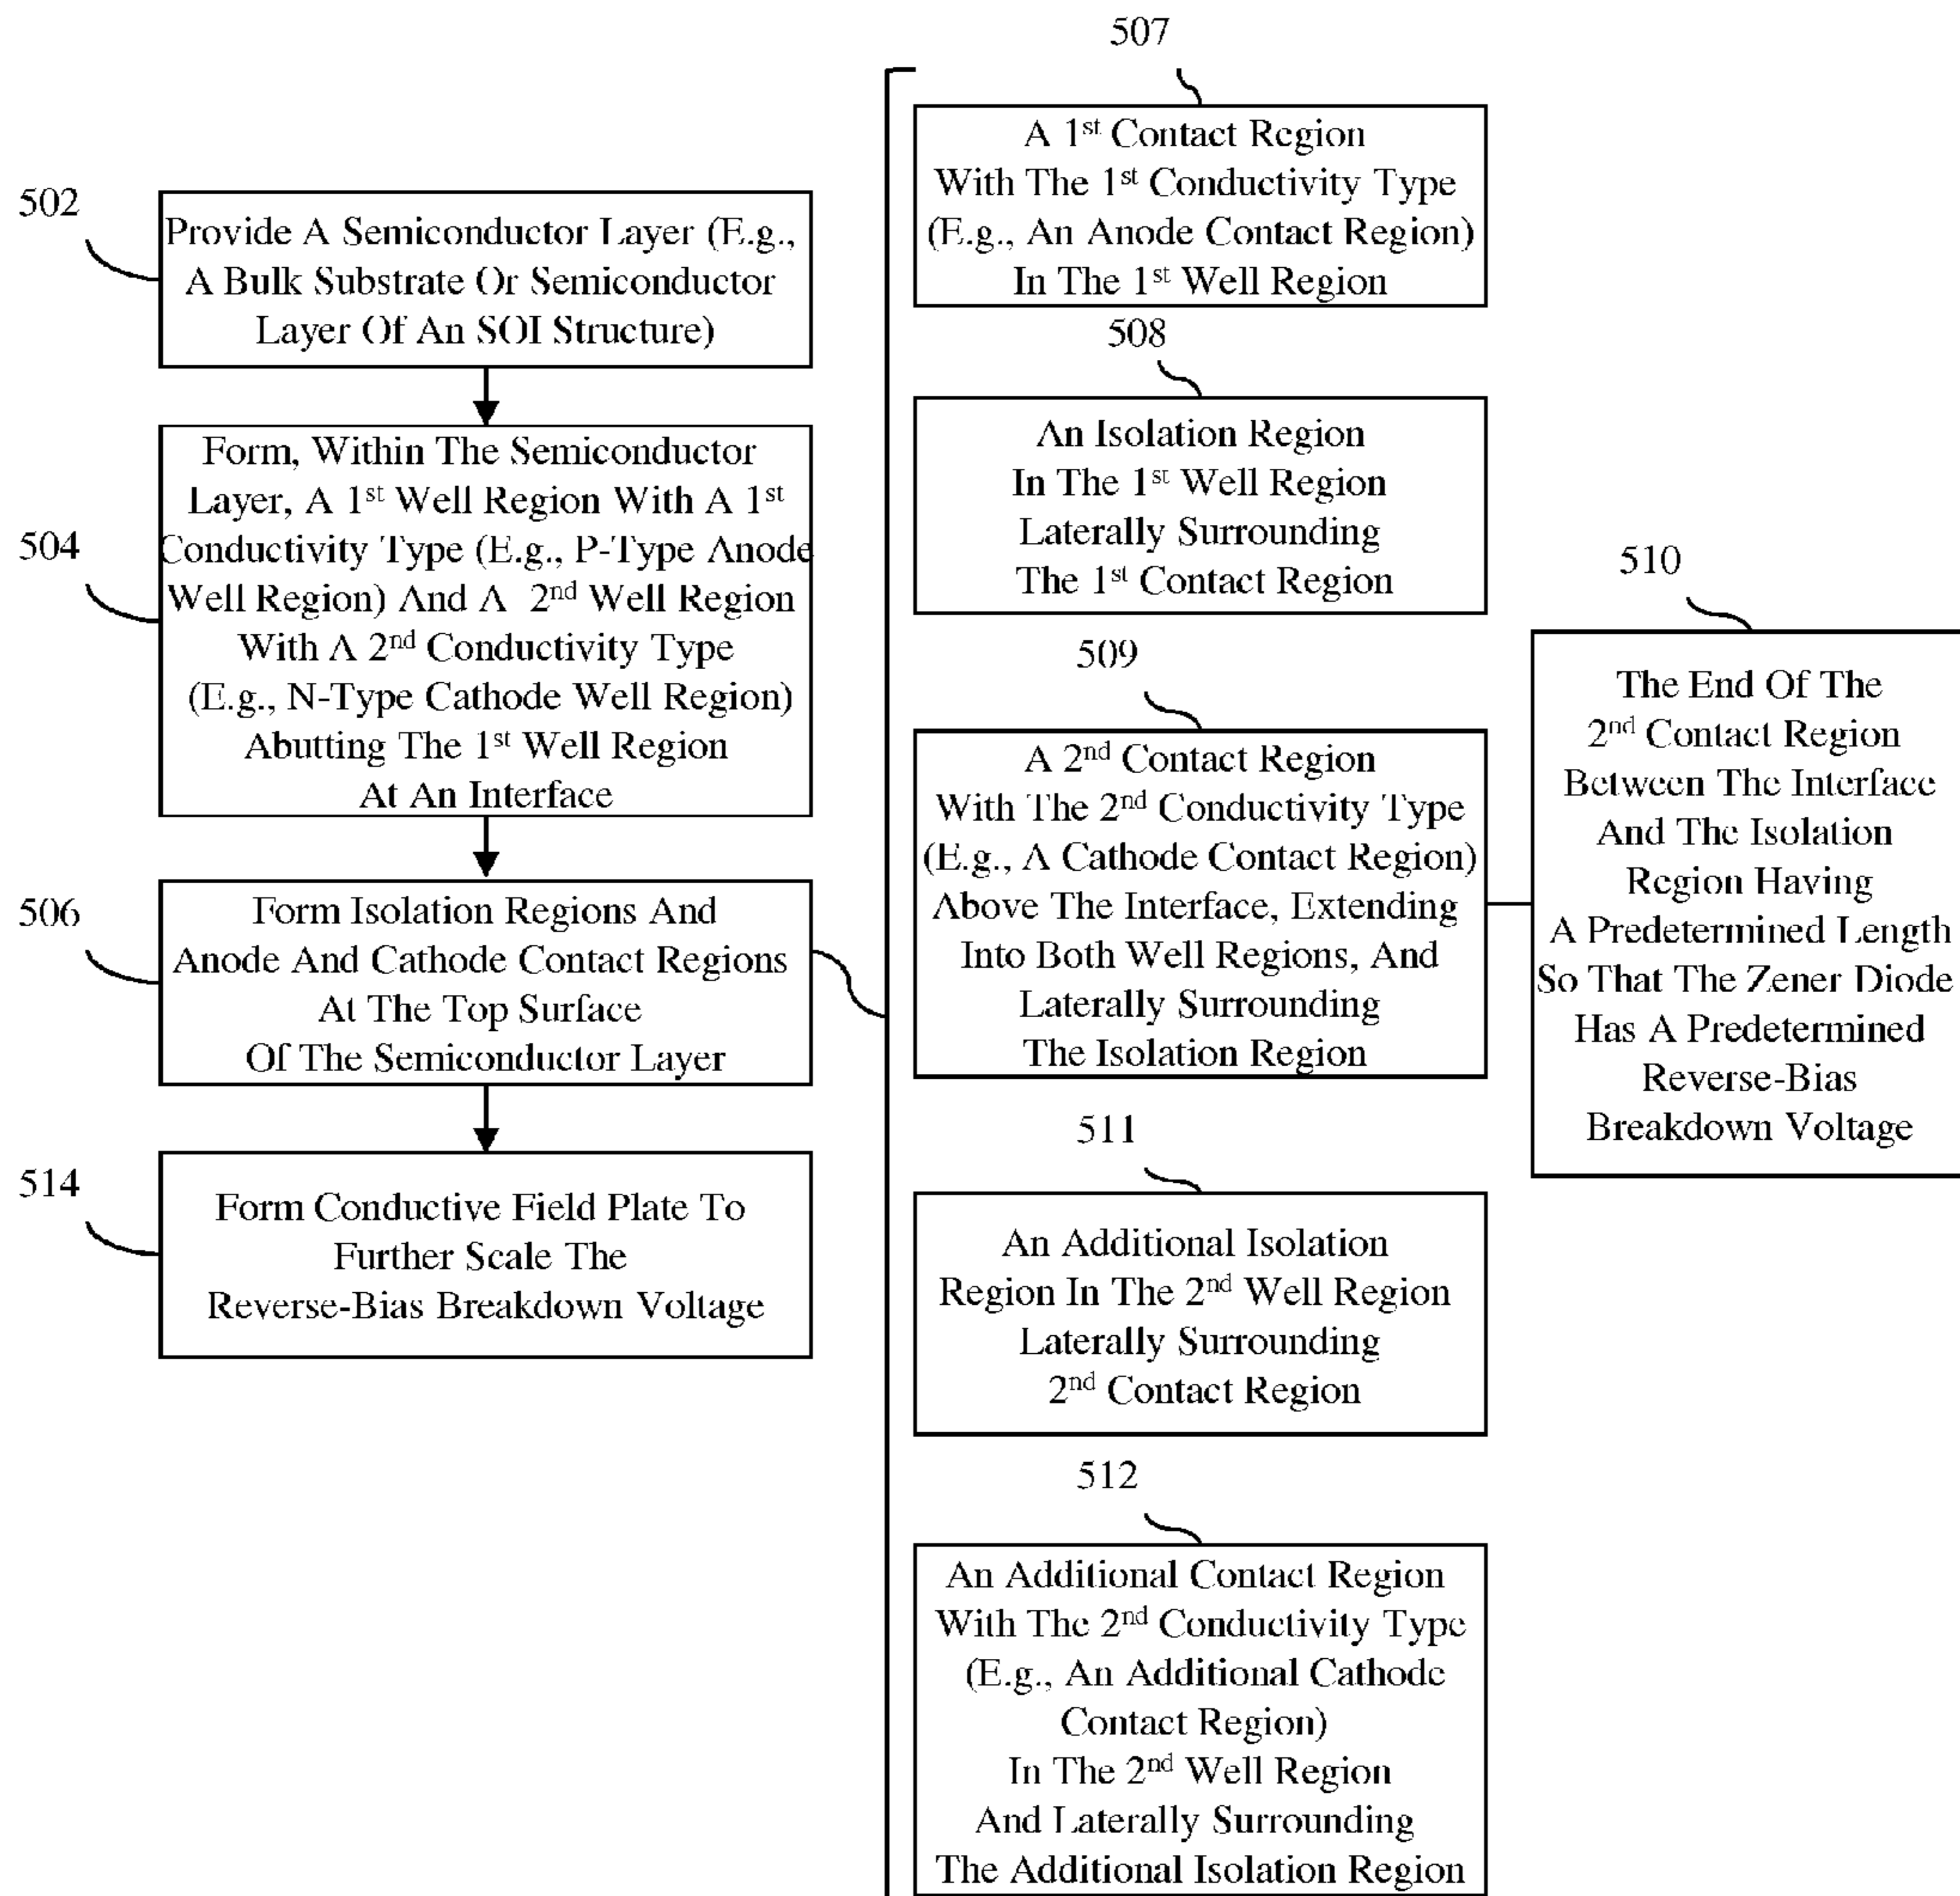 502
Provide A Semiconductor Layer (E.g.,
A Bulk Substrate Or Semiconductor
Layer Of An SOI Structure)
504
Form, Within The Semiconductor
Layer, A 1st Well Region With A 1st
Conductivity Type (E.g., P-Type Anode
Well Region) And A 2nd Well Region
With A 2nd Conductivity Type
(E.g., N-Type Cathode Well Region)
Abutting The 1st Well Region
At An Interface
506
Form Isolation Regions And
Anode And Cathode Contact Regions
At The Top Surface
Of The Semiconductor Layer
514
Form Conductive Field Plate To
Further Scale The
Reverse-Bias Breakdown Voltage
507
A 1st Contact Region
With The 1st Conductivity Type
(E.g., An Anode Contact Region)
In The 1st Well Region
508
An Isolation Region
In The 1st Well Region
Laterally Surrounding
The 1st Contact Region
509
A 2nd Contact Region
With The 2nd Conductivity Type
(E.g., A Cathode Contact Region)
Above The Interface, Extending
Into Both Well Regions, And
Laterally Surrounding
The Isolation Region
510
The End Of The
2nd Contact Region
Between The Interface
And The Isolation
Region Having
A Predetermined Length
So That The Zener Diode
Has A Predetermined
Reverse-Bias
Breakdown Voltage
511
An Additional Isolation
Region In The 2nd Well Region
Laterally Surrounding
2nd Contact Region
512
An Additional Contact Region
With The 2nd Conductivity Type
(E.g., An Additional Cathode
Contact Region)
In The 2nd Well Region
And Laterally Surrounding
The Additional Isolation Region